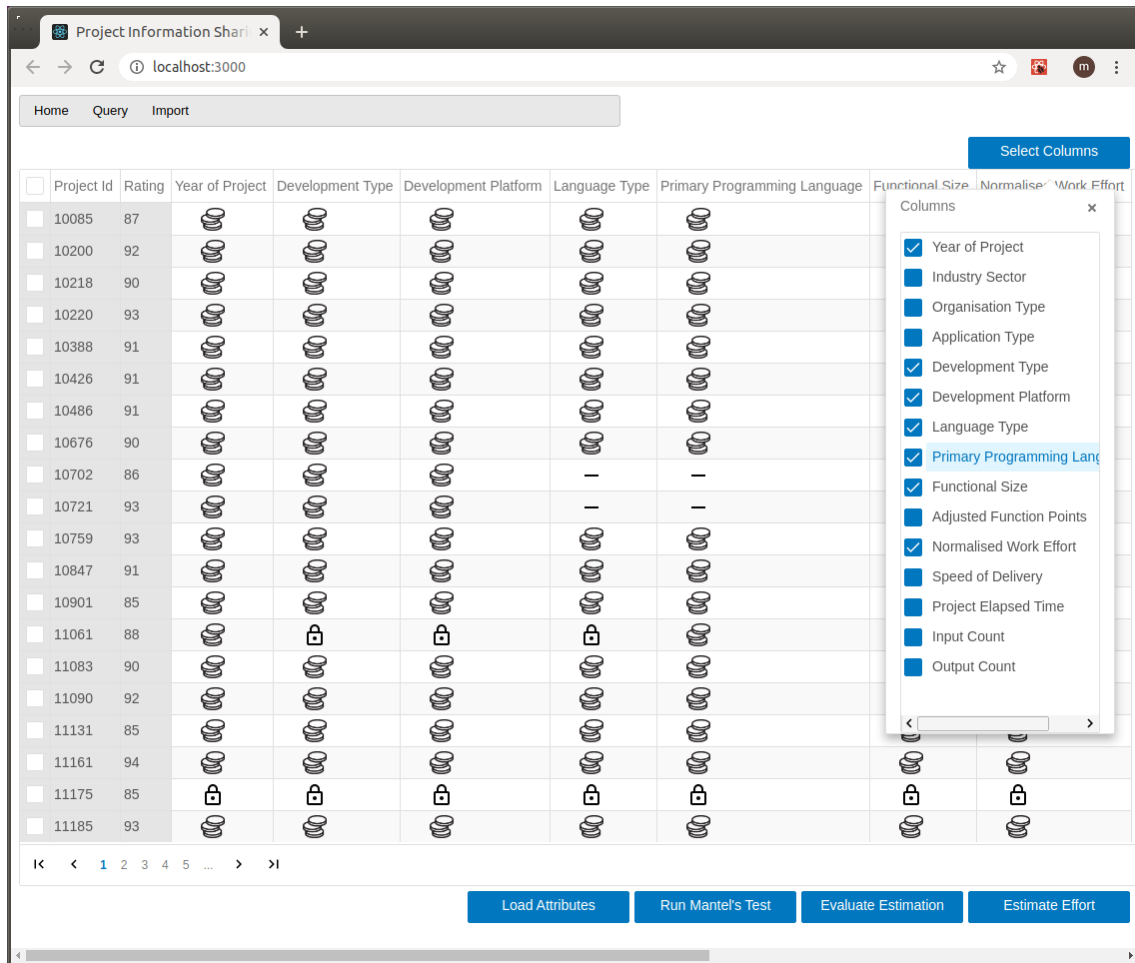 Project Information Shari
localhost:3000
m
Home Query Import
Select Columns
Project Id Rating Year of Project Development Type Development Platform Language Type Primary Programming Language Functional Size Normalised Work Effort
10085 87
10200 92
10218 90
10220 93
10388 91
10426 91
10486 91
10676 90
10702 86 – –
10721 93 – –
10759 93
10847 91
10901 85
11061 88
11083 90
11090 92
11131 85
11161 94
11175 85
11185 93
Columns ×
Year of Project
Industry Sector
Organisation Type
Application Type
Development Type
Development Platform
Language Type
Primary Programming Lang
Functional Size
Adjusted Function Points
Normalised Work Effort
Speed of Delivery
Project Elapsed Time
Input Count
Output Count
1 2 3 4 5 ...
Load Attributes Run Mantel's Test Evaluate Estimation Estimate Effort